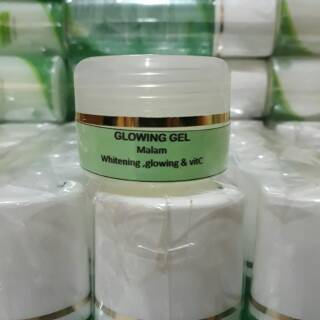 GLOWING GEL
Malam
Whitening ,glowing & vitC